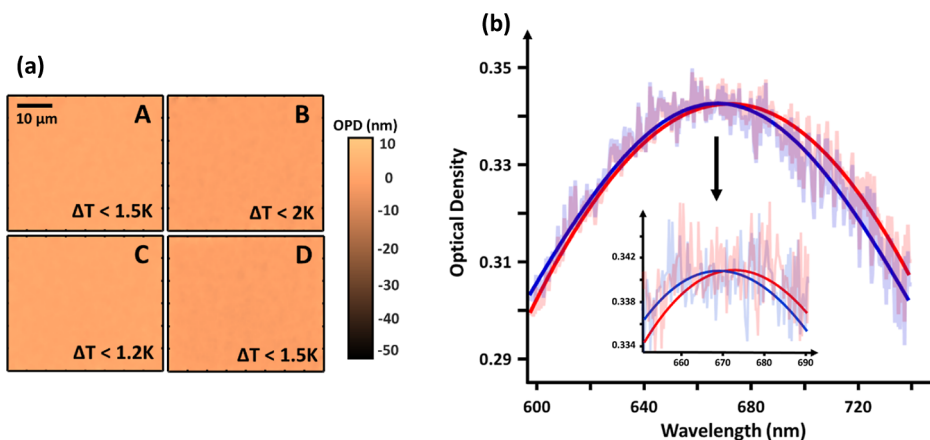 (a)
10 μm
A
ΔT < 1.5K
B
ΔT < 2K
C
ΔT < 1.2K
D
ΔT < 1.5K
OPD (nm)
10
0
-10
-20
-30
-40
-50
(b)
Optical Density
0.35
0.33
0.31
0.29
600
640
680
720
Wavelength (nm)
0.342
0.338
0.334
660
670
680
690